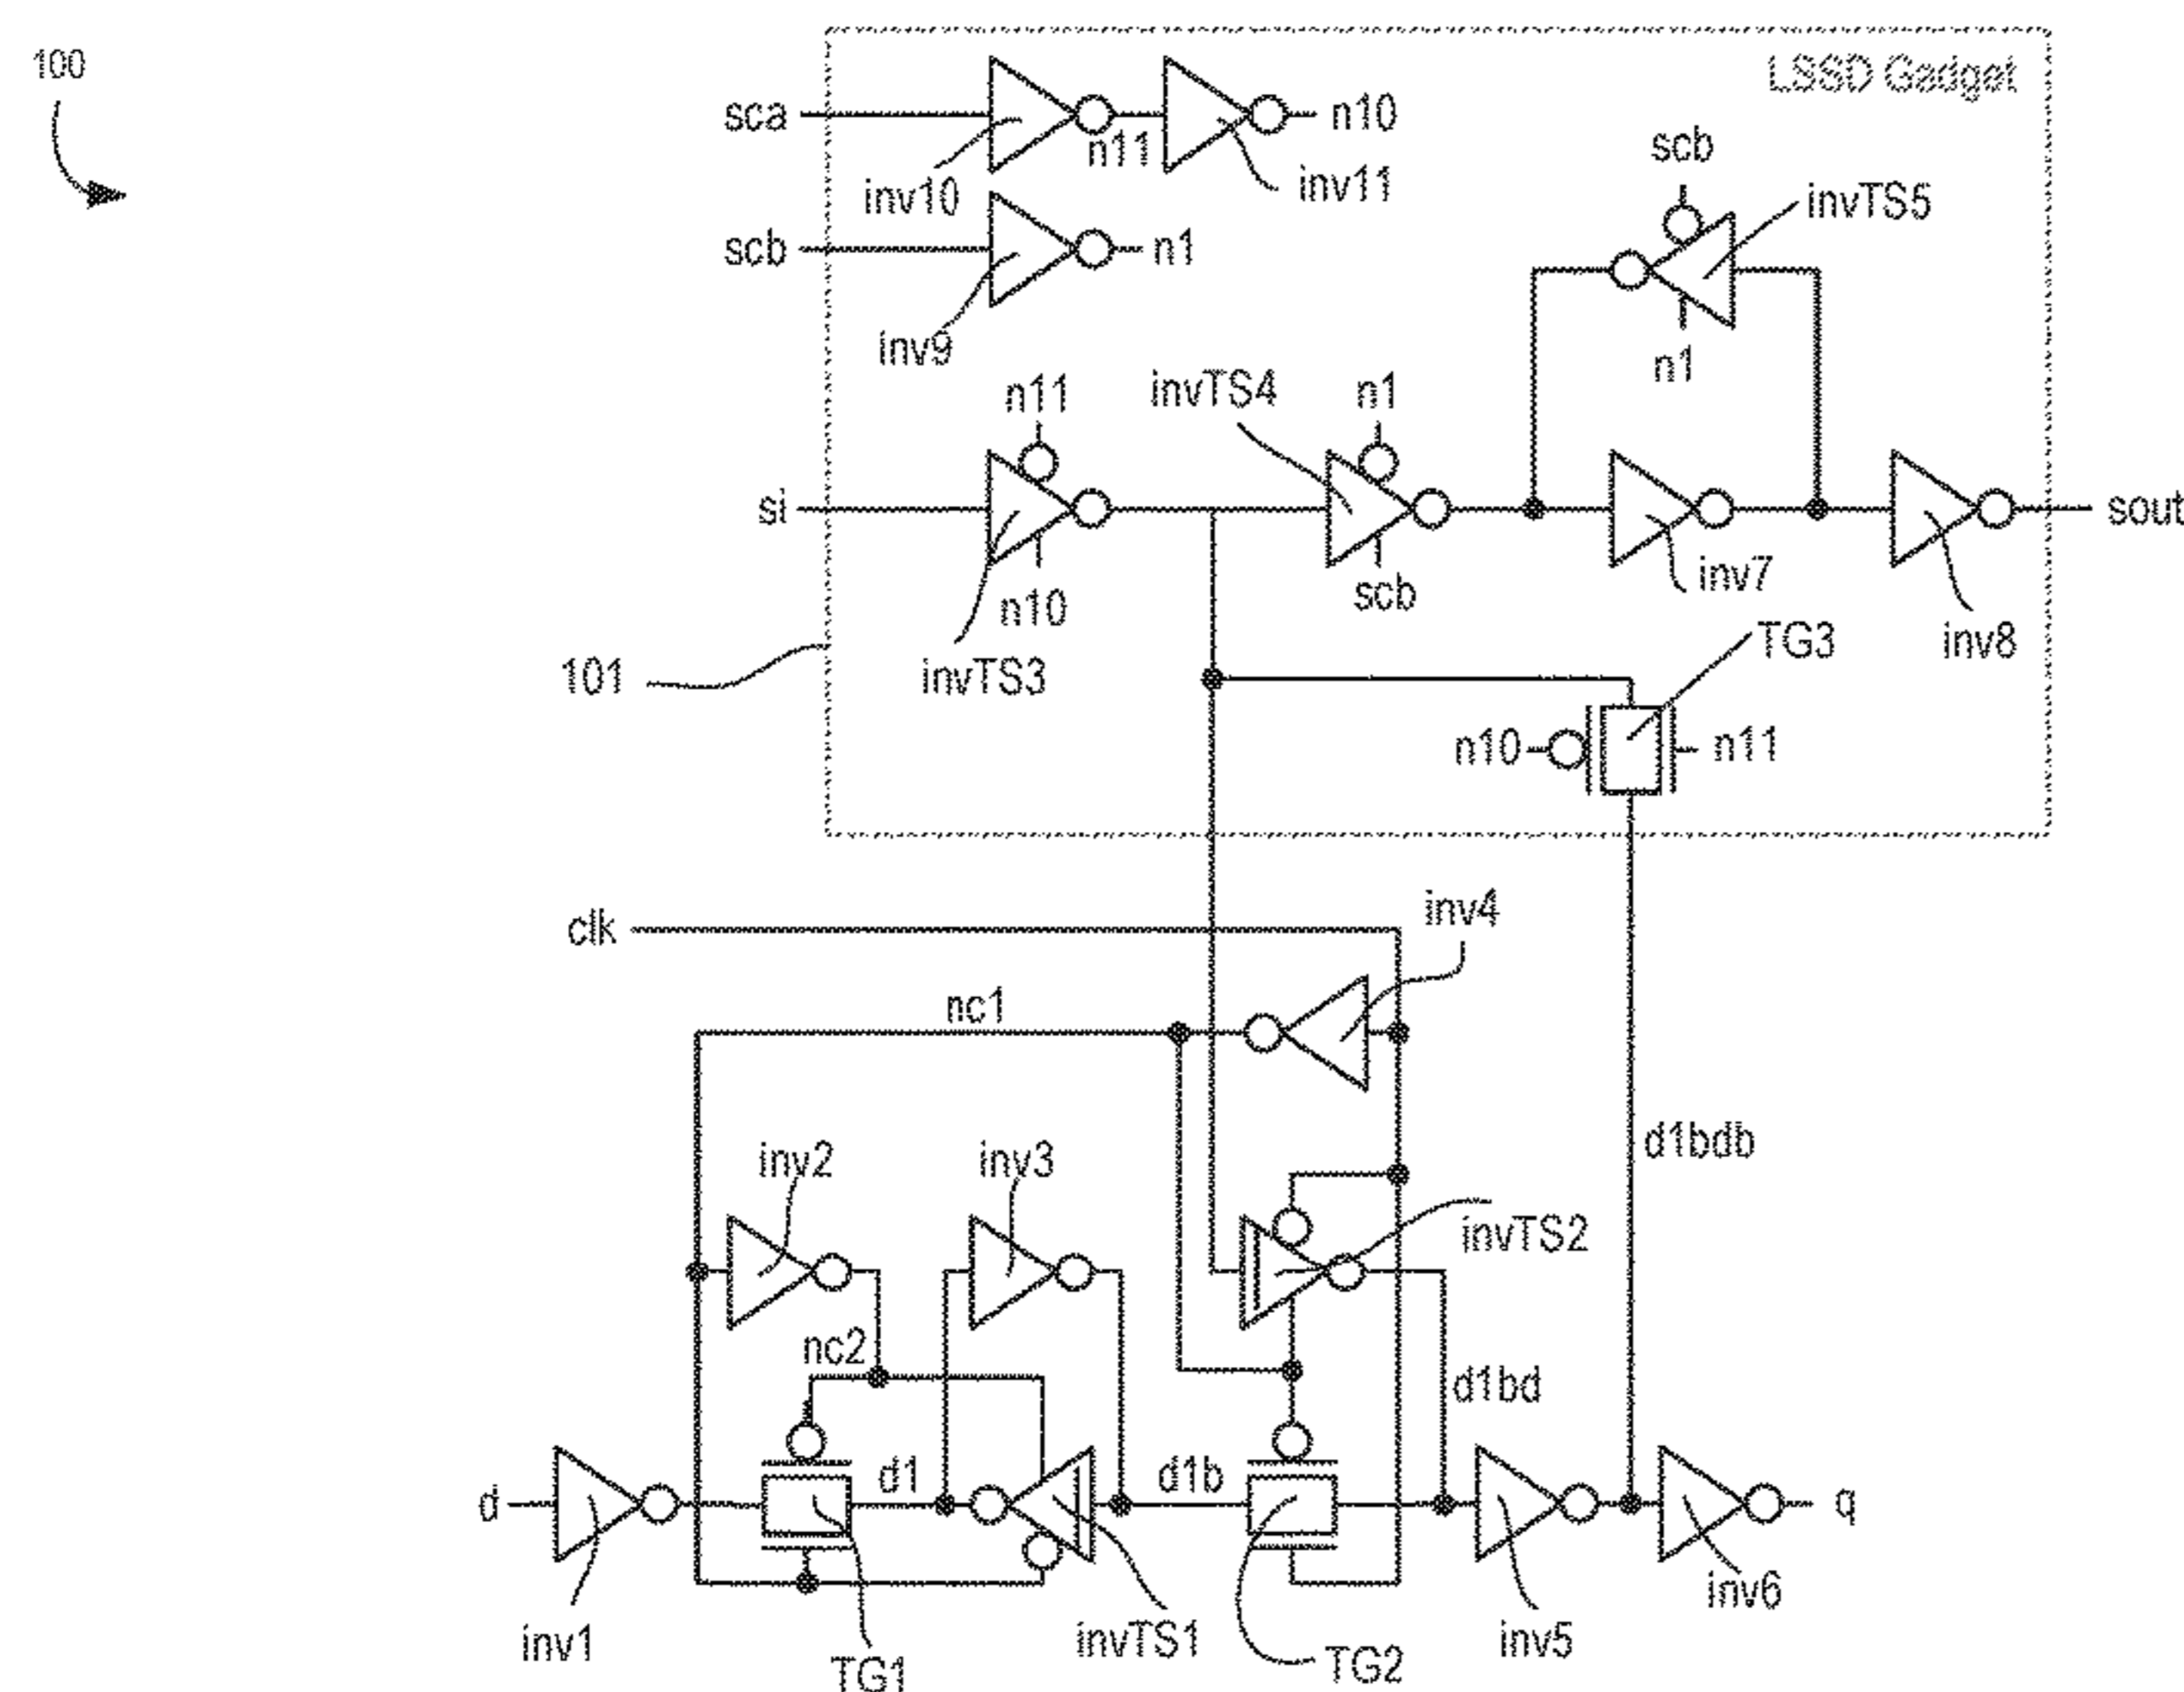 100
LSSD Gadget
sca
n11
n10
inv10
inv11
scb
n1
inv9
scb
invTS5
n1
n11
invTS4
n1
si
sout
n10
scb
inv7
inv8
invTS3
101
TG3
n10
n11
clk
inv4
nc1
d1bdb
inv2
inv3
invTS2
nc2
d1bd
d
d1
d1b
q
inv1
TG1
invTS1
TG2
inv5
inv6